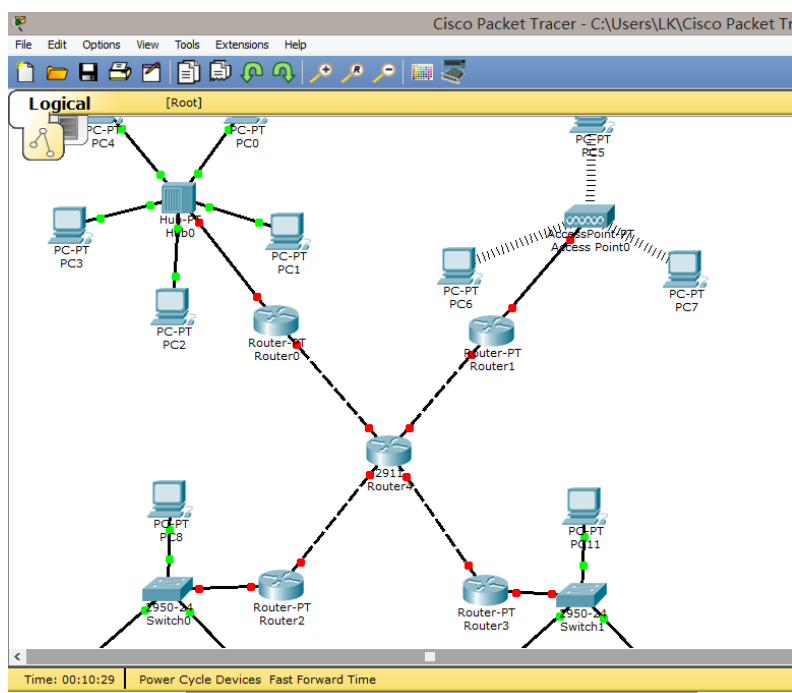 Cisco Packet Tracer - C:\Users\LK\Cisco Packet Tr
File Edit Options View Tools Extensions Help
Logical [Root]
PC-PT
PC4
PC-PT
PC0
PC-PT
PC5
Hub-PT
Hub0
AccessPoint-PT
Access Point0
PC-PT
PC3
PC-PT
PC1
PC-PT
PC6
PC-PT
PC7
PC-PT
PC2
Router-PT
Router0
Router-PT
Router1
2911
Router4
PC-PT
PC8
PC-PT
PC11
2950-24
Switch0
Router-PT
Router2
Router-PT
Router3
2950-24
Switch1
Time: 00:10:29 Power Cycle Devices Fast Forward Time